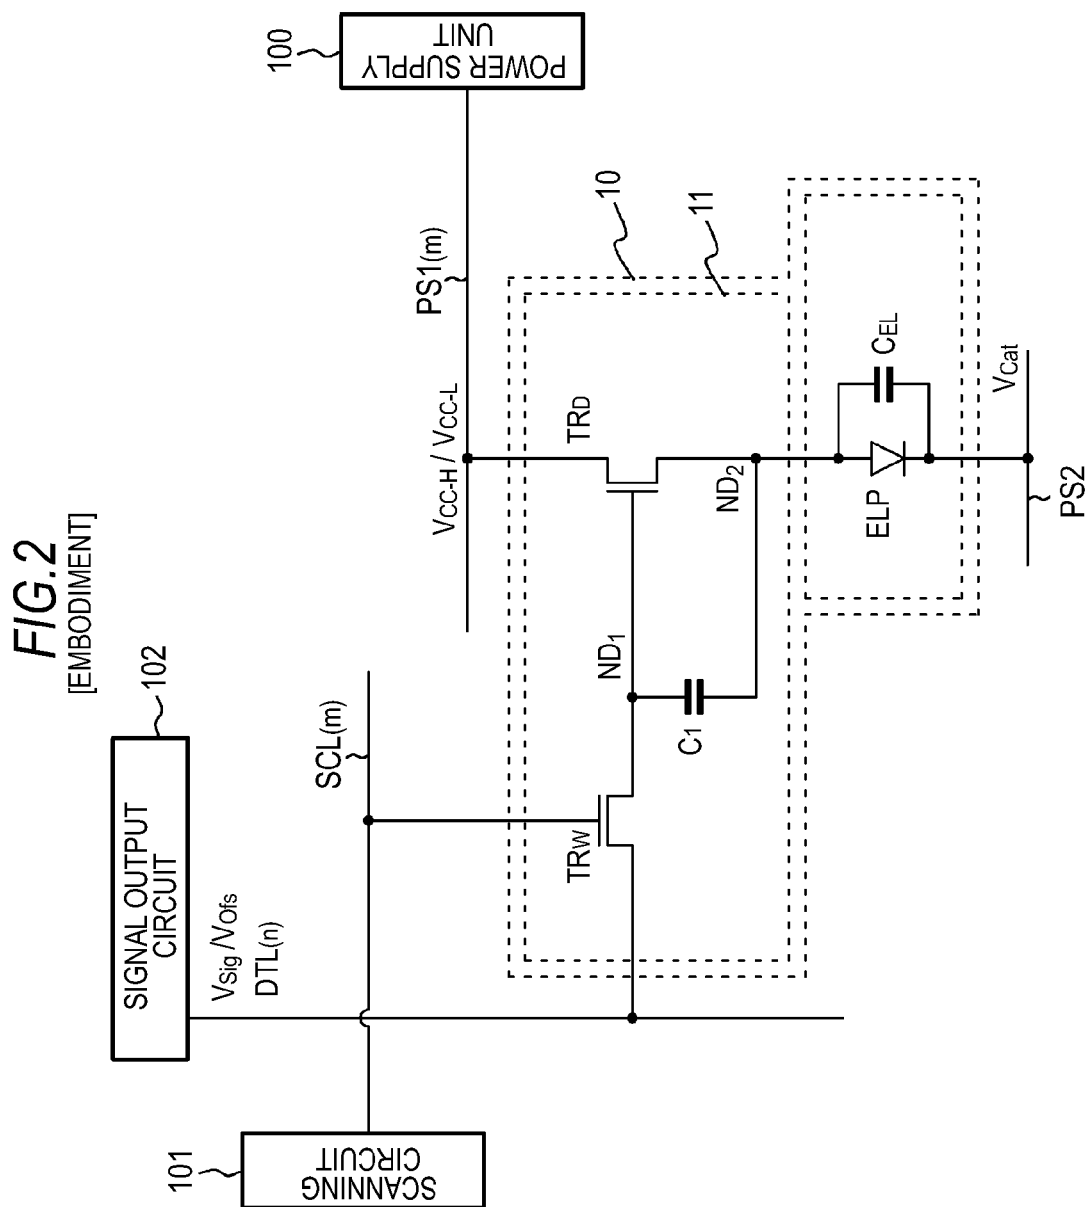 FIG.2
[EMBODIMENT]
SIGNAL OUTPUT
CIRCUIT
102
VSig/VOfs
DTL(n)
SCANNING
CIRCUIT
101
SCL(m)
POWER SUPPLY
UNIT
100
PS1(m)
VCC-H / VCC-L
10
11
TRW
TRD
ND1
C1
ND2
ELP
CEL
VCat
PS2